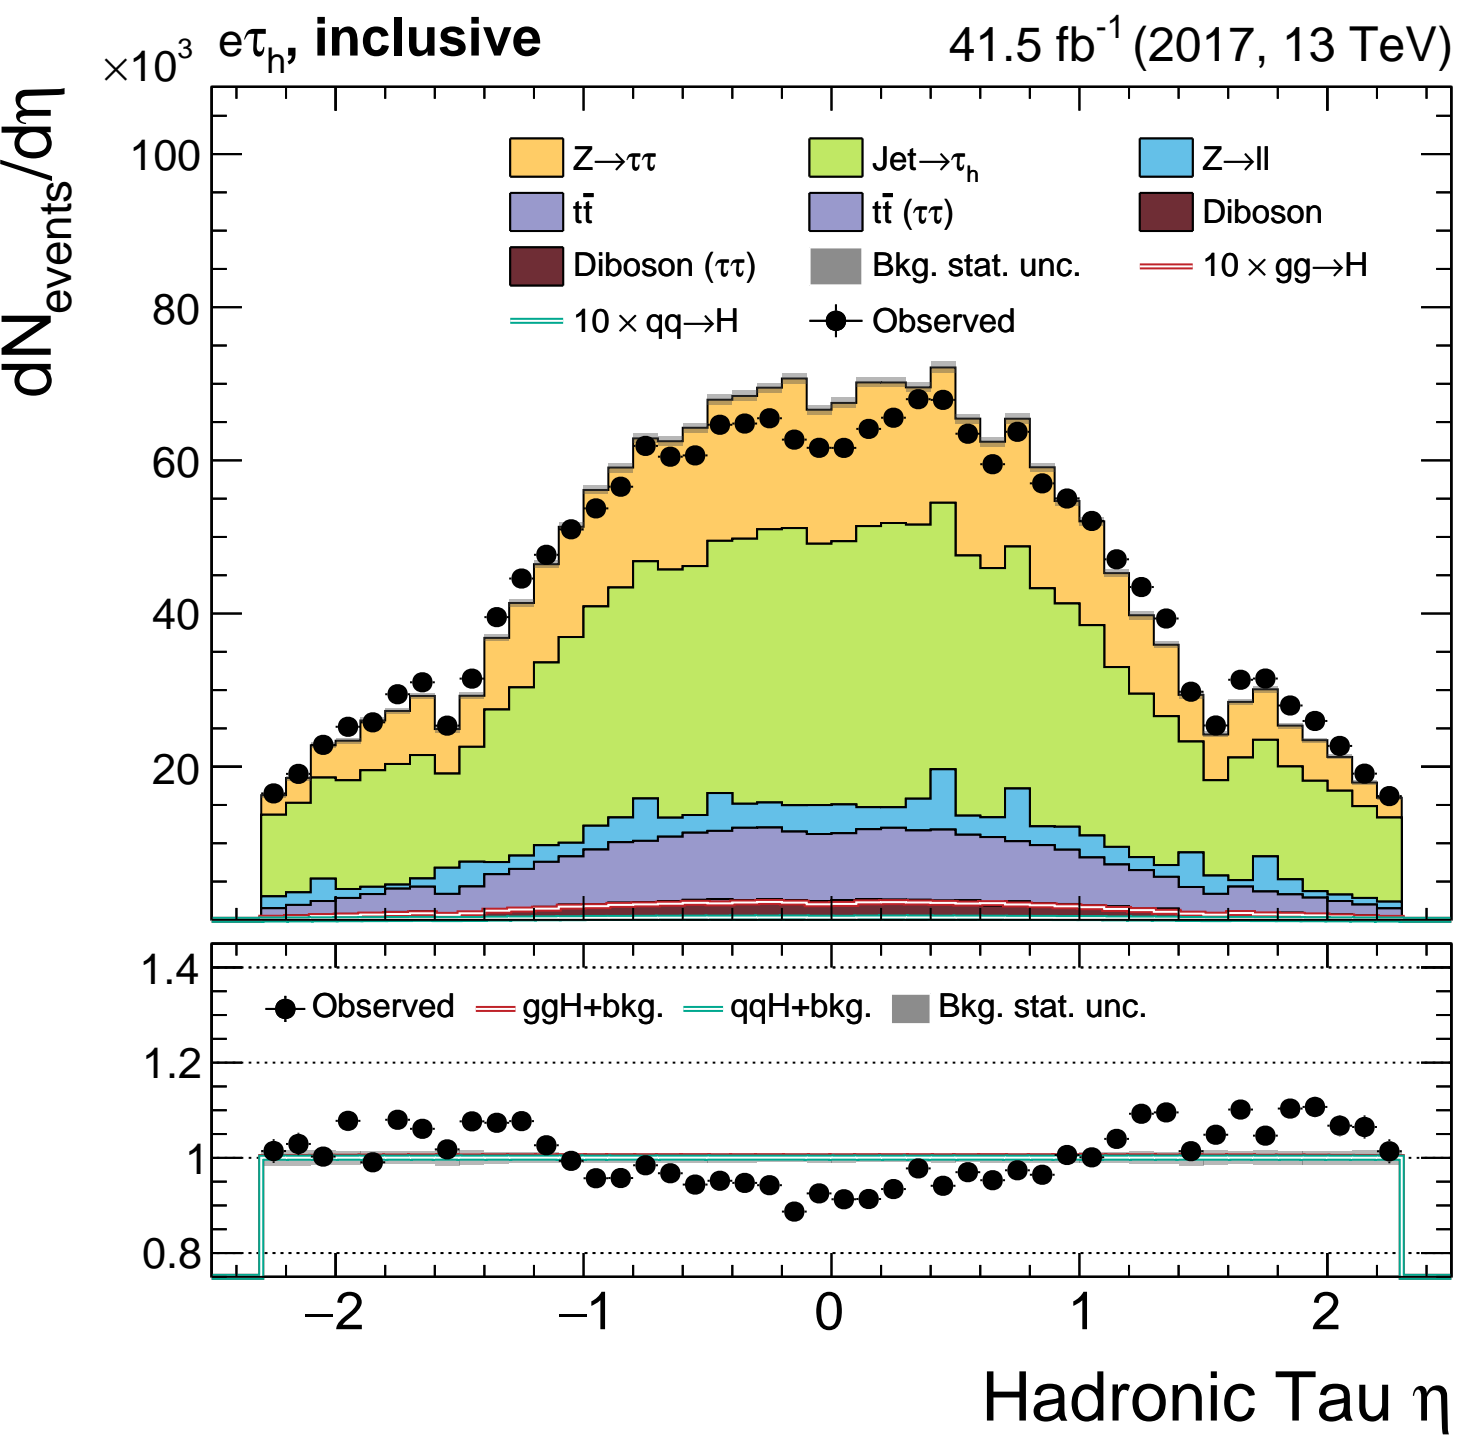 ×10³ eτₕ, inclusive 41.5 fb⁻¹ (2017, 13 TeV)
dN_events/dη
100
80
60
40
20
Z→ττ Jet→τₕ Z→ll
tt̄ tt̄ (ττ) Diboson
Diboson (ττ) Bkg. stat. unc. 10 × gg→H
10 × qq→H Observed
1.4
1.2
1
0.8
Observed ggH+bkg. qqH+bkg. Bkg. stat. unc.
−2 −1 0 1 2
Hadronic Tau η